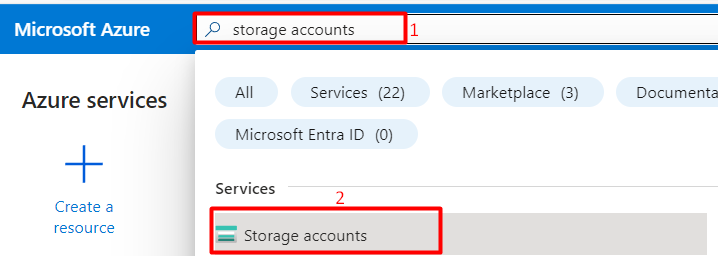 Microsoft Azure
storage accounts
1
Azure services
All
Services (22)
Marketplace (3)
Documenta
Microsoft Entra ID (0)
Create a
resource
Services
2
Storage accounts